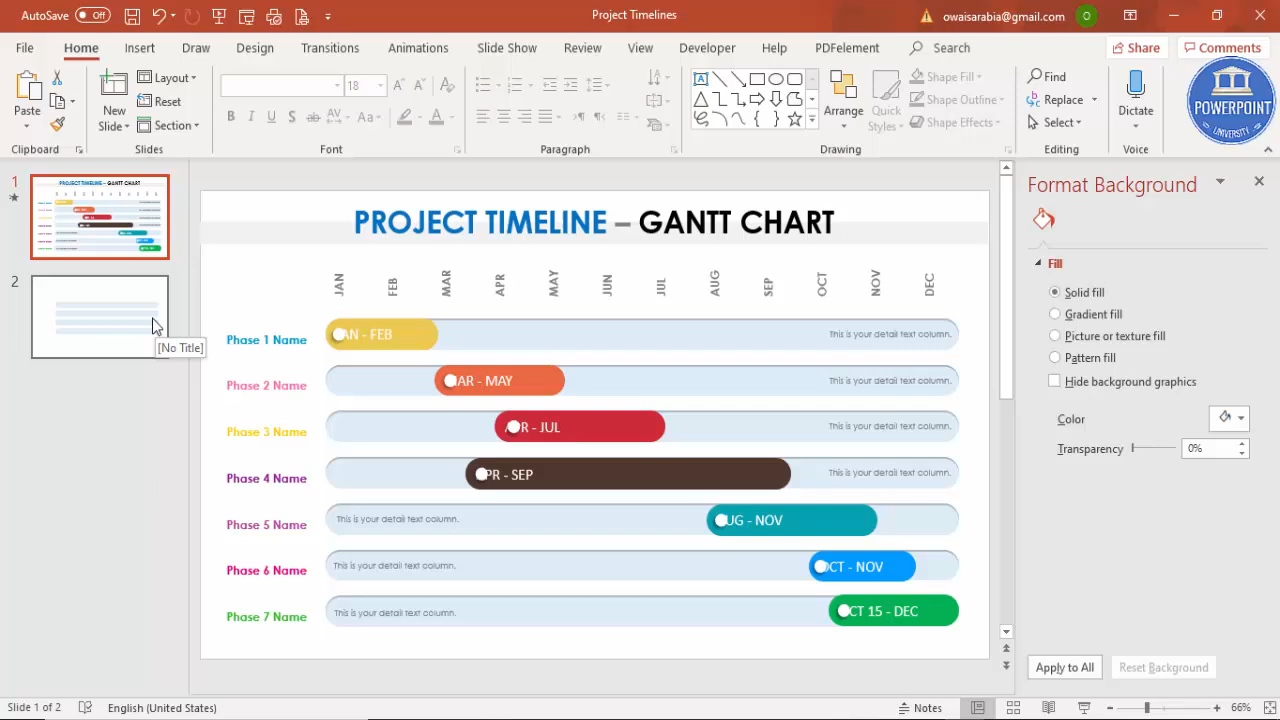 AutoSave Off Project Timelines owaisarabia@gmail.com O
File Home Insert Draw Design Transitions Animations Slide Show Review View Developer Help PDFelement Search Share Comments
Paste New Slide Layout Reset Section 18 Arrange Quick Styles Shape Fill Shape Outline Shape Effects Find Replace Select Dictate
B I U S ab AV Aa A
POWERPOINT
UNIVERSITY
Clipboard Slides Font Paragraph Drawing Editing Voice
1
PROJECT TIMELINE – GANTT CHART
2
[No Title]
PROJECT TIMELINE – GANTT CHART
JAN FEB MAR APR MAY JUN JUL AUG SEP OCT NOV DEC
Phase 1 Name AN - FEB This is your detail text column.
Phase 2 Name AR - MAY This is your detail text column.
Phase 3 Name R - JUL This is your detail text column.
Phase 4 Name PR - SEP This is your detail text column.
Phase 5 Name This is your detail text column. UG - NOV
Phase 6 Name This is your detail text column. CT - NOV
Phase 7 Name This is your detail text column. CT 15 - DEC
Format Background
Fill
Solid fill
Gradient fill
Picture or texture fill
Pattern fill
Hide background graphics
Color
Transparency 0%
Apply to All Reset Background
Slide 1 of 2 English (United States) Notes 66%